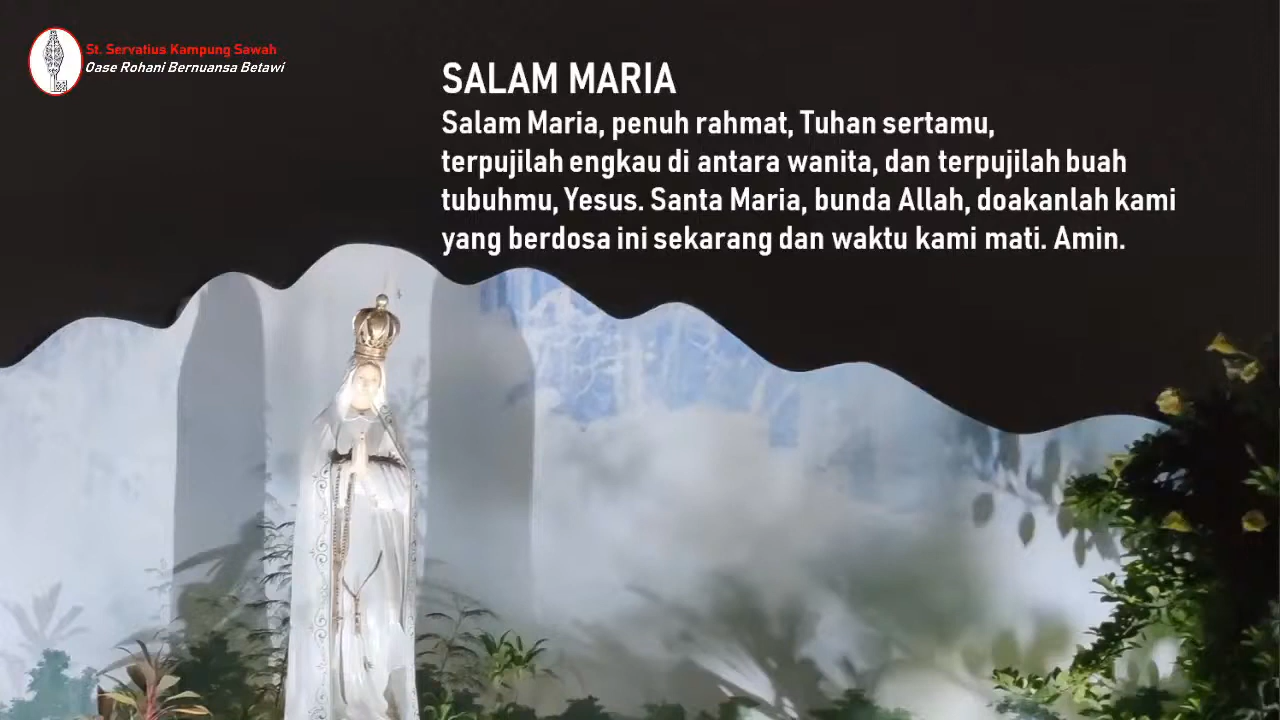 St. Servatius Kampung Sawah
Oase Rohani Bernuansa Betawi
SALAM MARIA
Salam Maria, penuh rahmat, Tuhan sertamu,
terpujilah engkau di antara wanita, dan terpujilah buah
tubuhmu, Yesus. Santa Maria, bunda Allah, doakanlah kami
yang berdosa ini sekarang dan waktu kami mati. Amin.